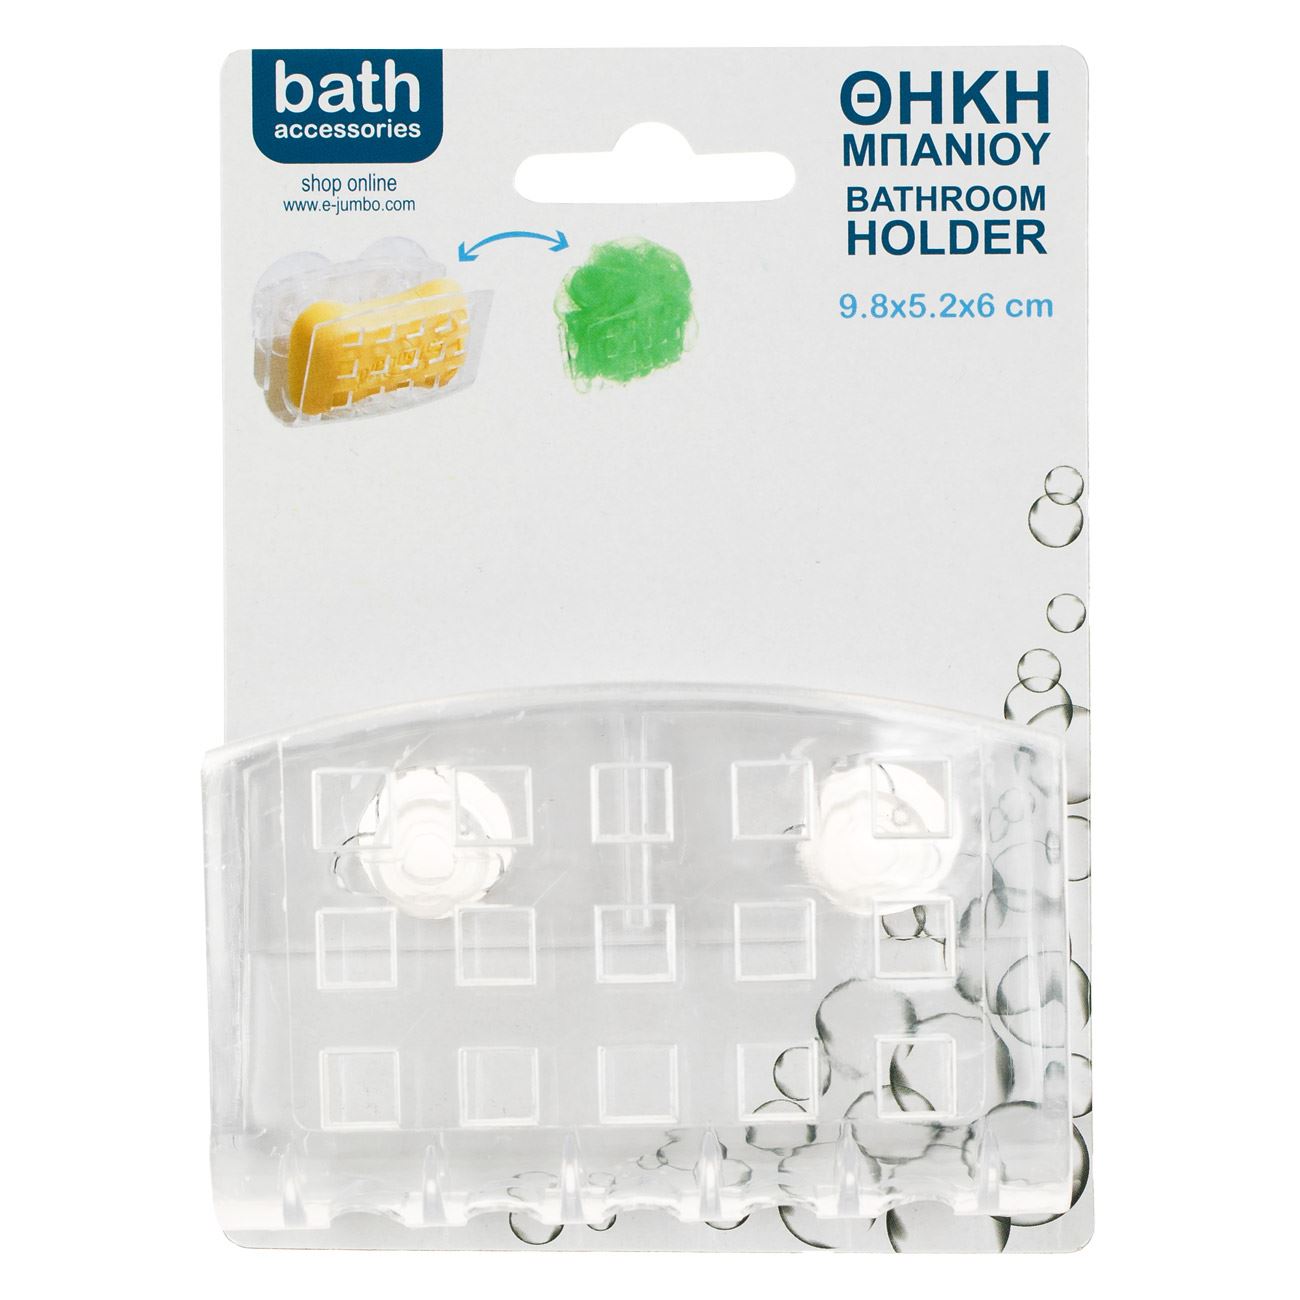 bath
accessories
shop online
www.e-jumbo.com
ΘΗΚΗ
ΜΠΑΝΙΟΥ
BATHROOM
HOLDER
9.8x5.2x6 cm